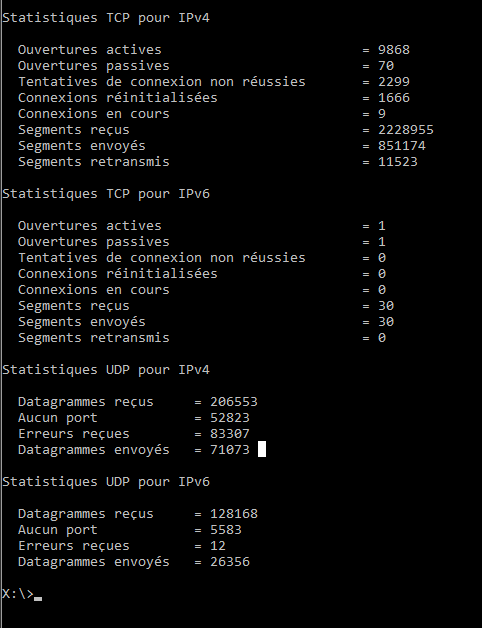 Statistiques TCP pour IPv4
Ouvertures actives = 9868
Ouvertures passives = 70
Tentatives de connexion non réussies = 2299
Connexions réinitialisées = 1666
Connexions en cours = 9
Segments reçus = 2228955
Segments envoyés = 851174
Segments retransmis = 11523
Statistiques TCP pour IPv6
Ouvertures actives = 1
Ouvertures passives = 1
Tentatives de connexion non réussies = 0
Connexions réinitialisées = 0
Connexions en cours = 0
Segments reçus = 30
Segments envoyés = 30
Segments retransmis = 0
Statistiques UDP pour IPv4
Datagrammes reçus = 206553
Aucun port = 52823
Erreurs reçues = 83307
Datagrammes envoyés = 71073
Statistiques UDP pour IPv6
Datagrammes reçus = 128168
Aucun port = 5583
Erreurs reçues = 12
Datagrammes envoyés = 26356
X:\>_